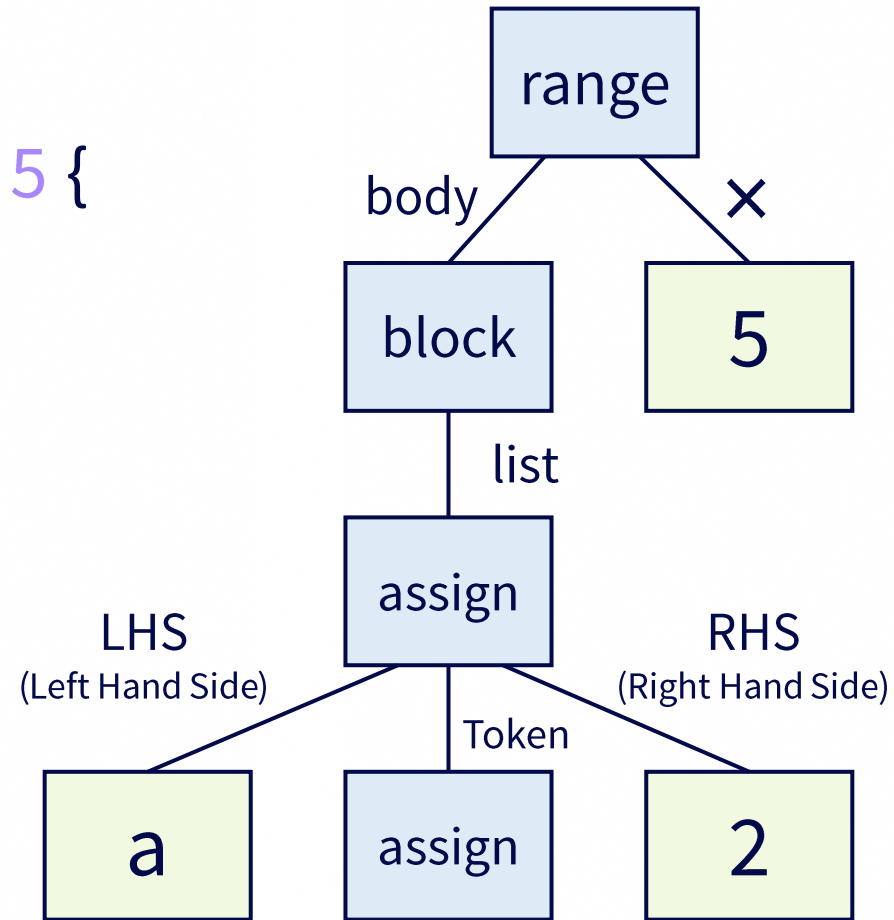 range
5 {
body ×
block
5
list
assign
LHS
(Left Hand Side)
RHS
(Right Hand Side)
Token
a
assign
2